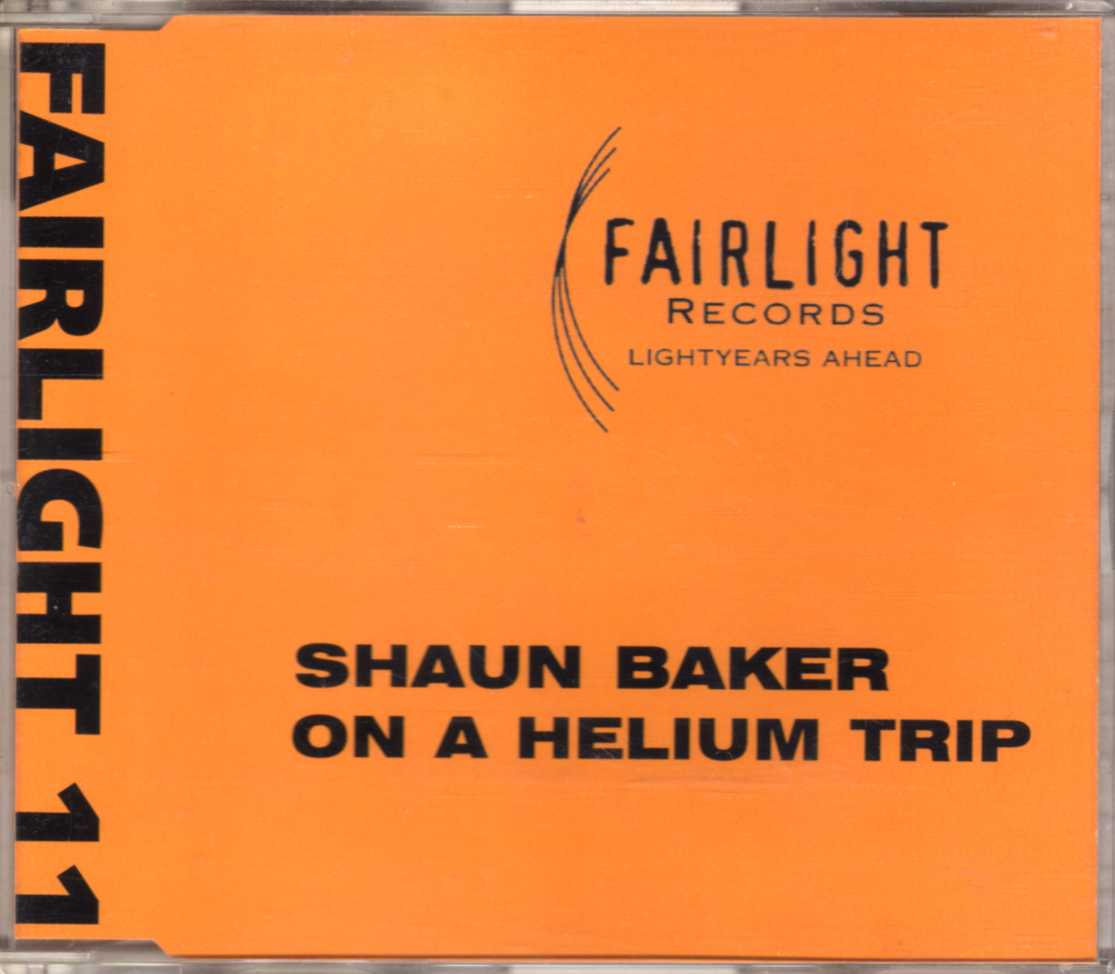 FAIRLIGHT 11
FAIRLIGHT
RECORDS
LIGHTYEARS AHEAD
SHAUN BAKER
ON A HELIUM TRIP